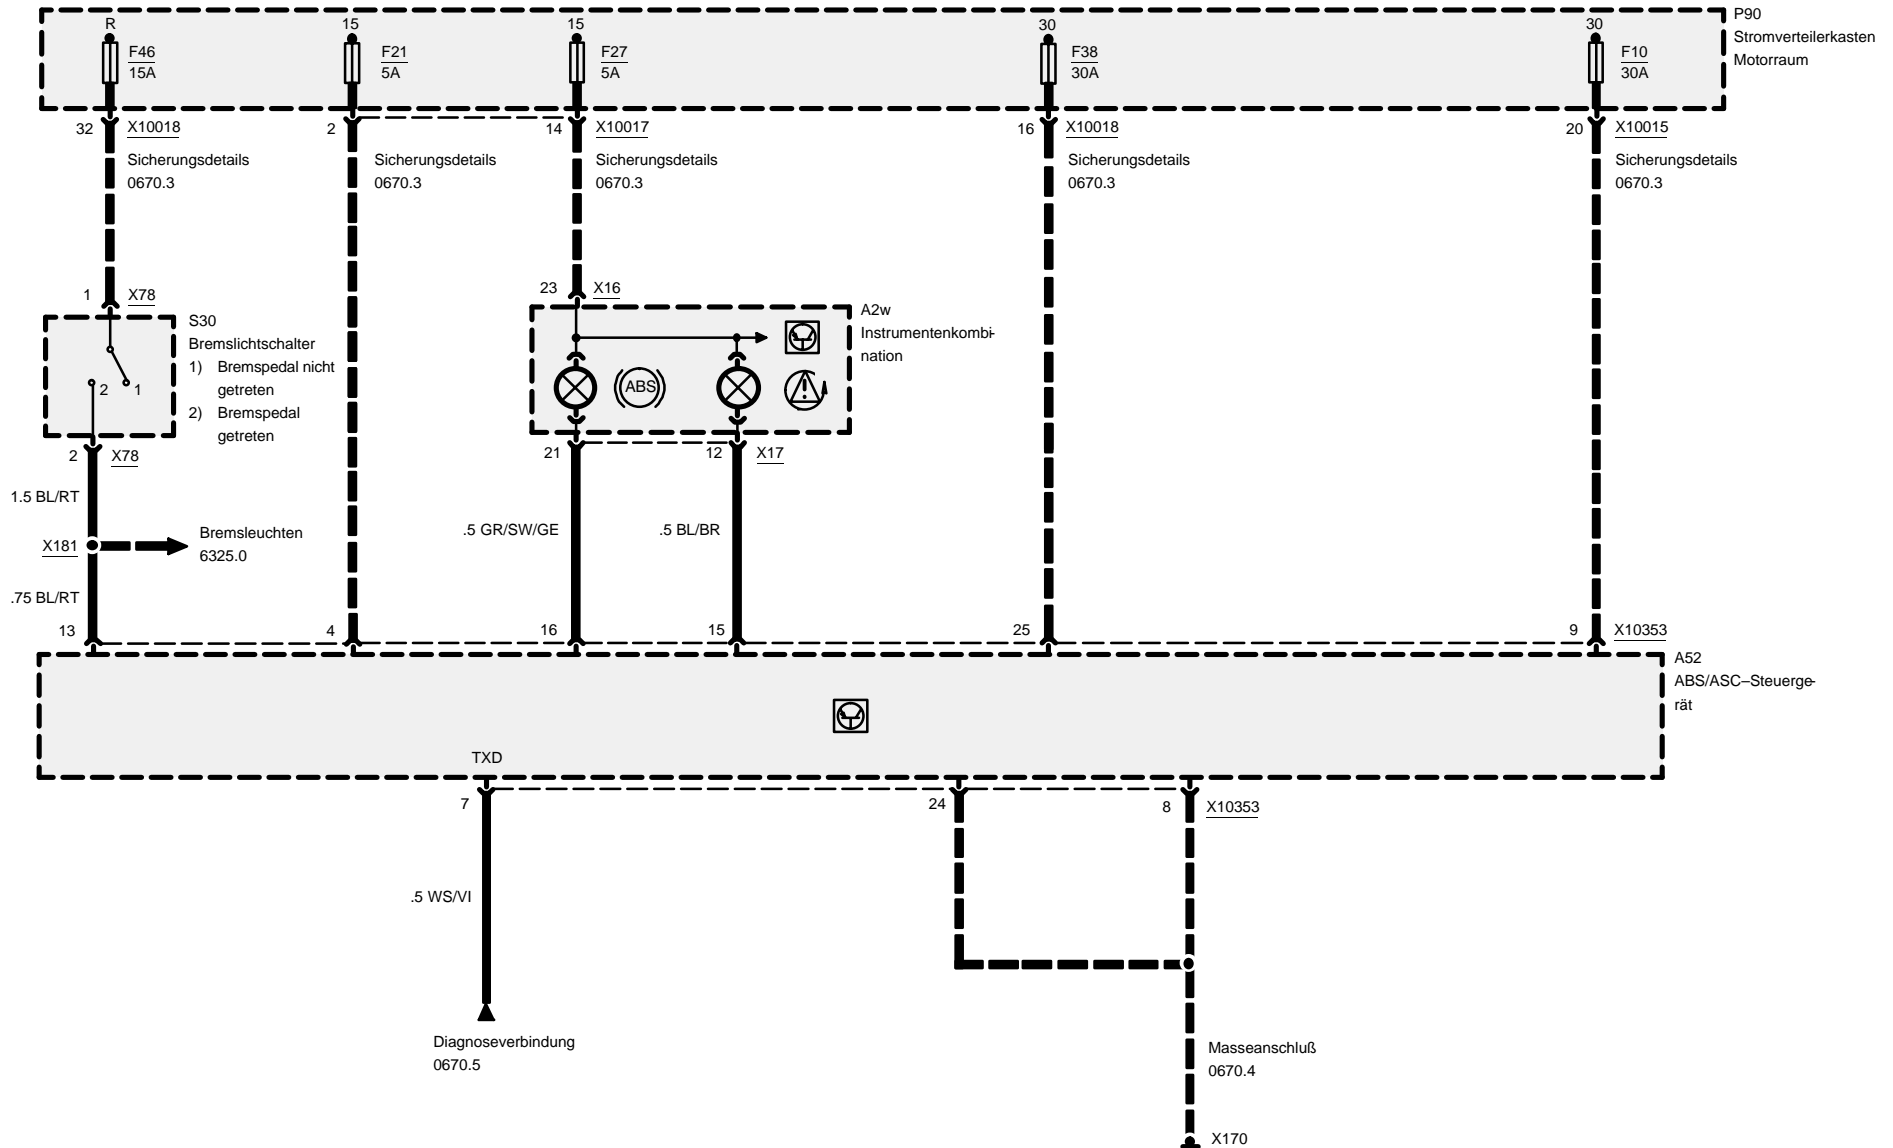 R
15
15
30
30
P90
Stromverteilerkasten
Motorraum
F46
15A
F21
5A
F27
5A
F38
30A
F10
30A
32
X10018
2
14
X10017
16
X10018
20
X10015
Sicherungsdetails
0670.3
Sicherungsdetails
0670.3
Sicherungsdetails
0670.3
Sicherungsdetails
0670.3
Sicherungsdetails
0670.3
1
X78
23
X16
S30
Bremslichtschalter
1) Bremspedal nicht
getreten
2) Bremspedal
getreten
2
1
A2w
Instrumentenkombi-
nation
ABS
2
X78
21
12
X17
1.5 BL/RT
.5 GR/SW/GE
.5 BL/BR
X181
Bremsleuchten
6325.0
.75 BL/RT
13
4
16
15
25
9
X10353
A52
ABS/ASC–Steuerge-
rät
TXD
7
24
8
X10353
.5 WS/VI
Diagnoseverbindung
0670.5
Masseanschluß
0670.4
X170